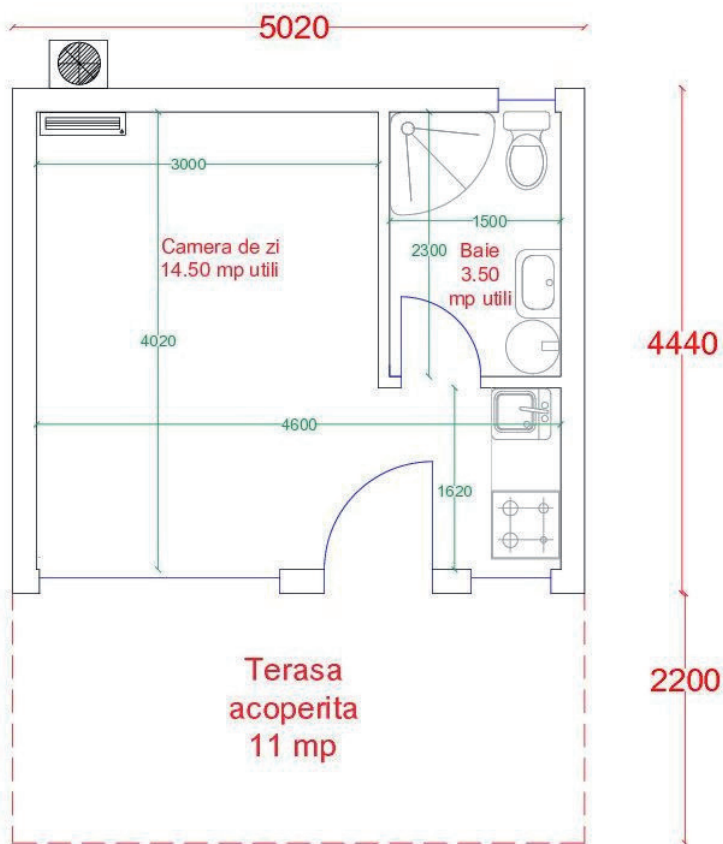 5020
3000
1500
Camera de zi
14.50 mp utili
2300
Baie
3.50
mp utili
4020
4440
4600
1620
Terasa
acoperita
11 mp
2200